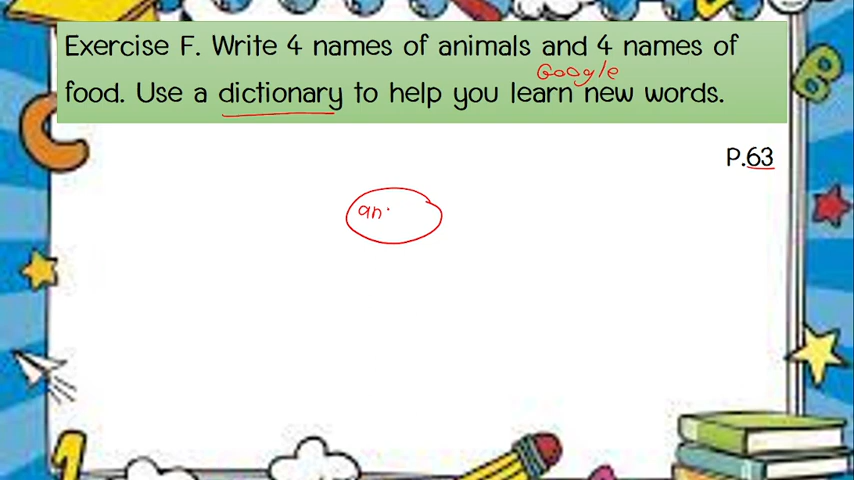 Exercise F. Write 4 names of animals and 4 names of
Google
food. Use a dictionary to help you learn new words.
P.63
an